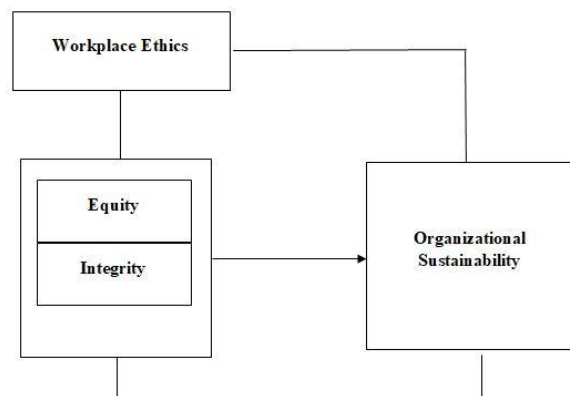 Workplace Ethics
Equity
Integrity
Organizational
Sustainability